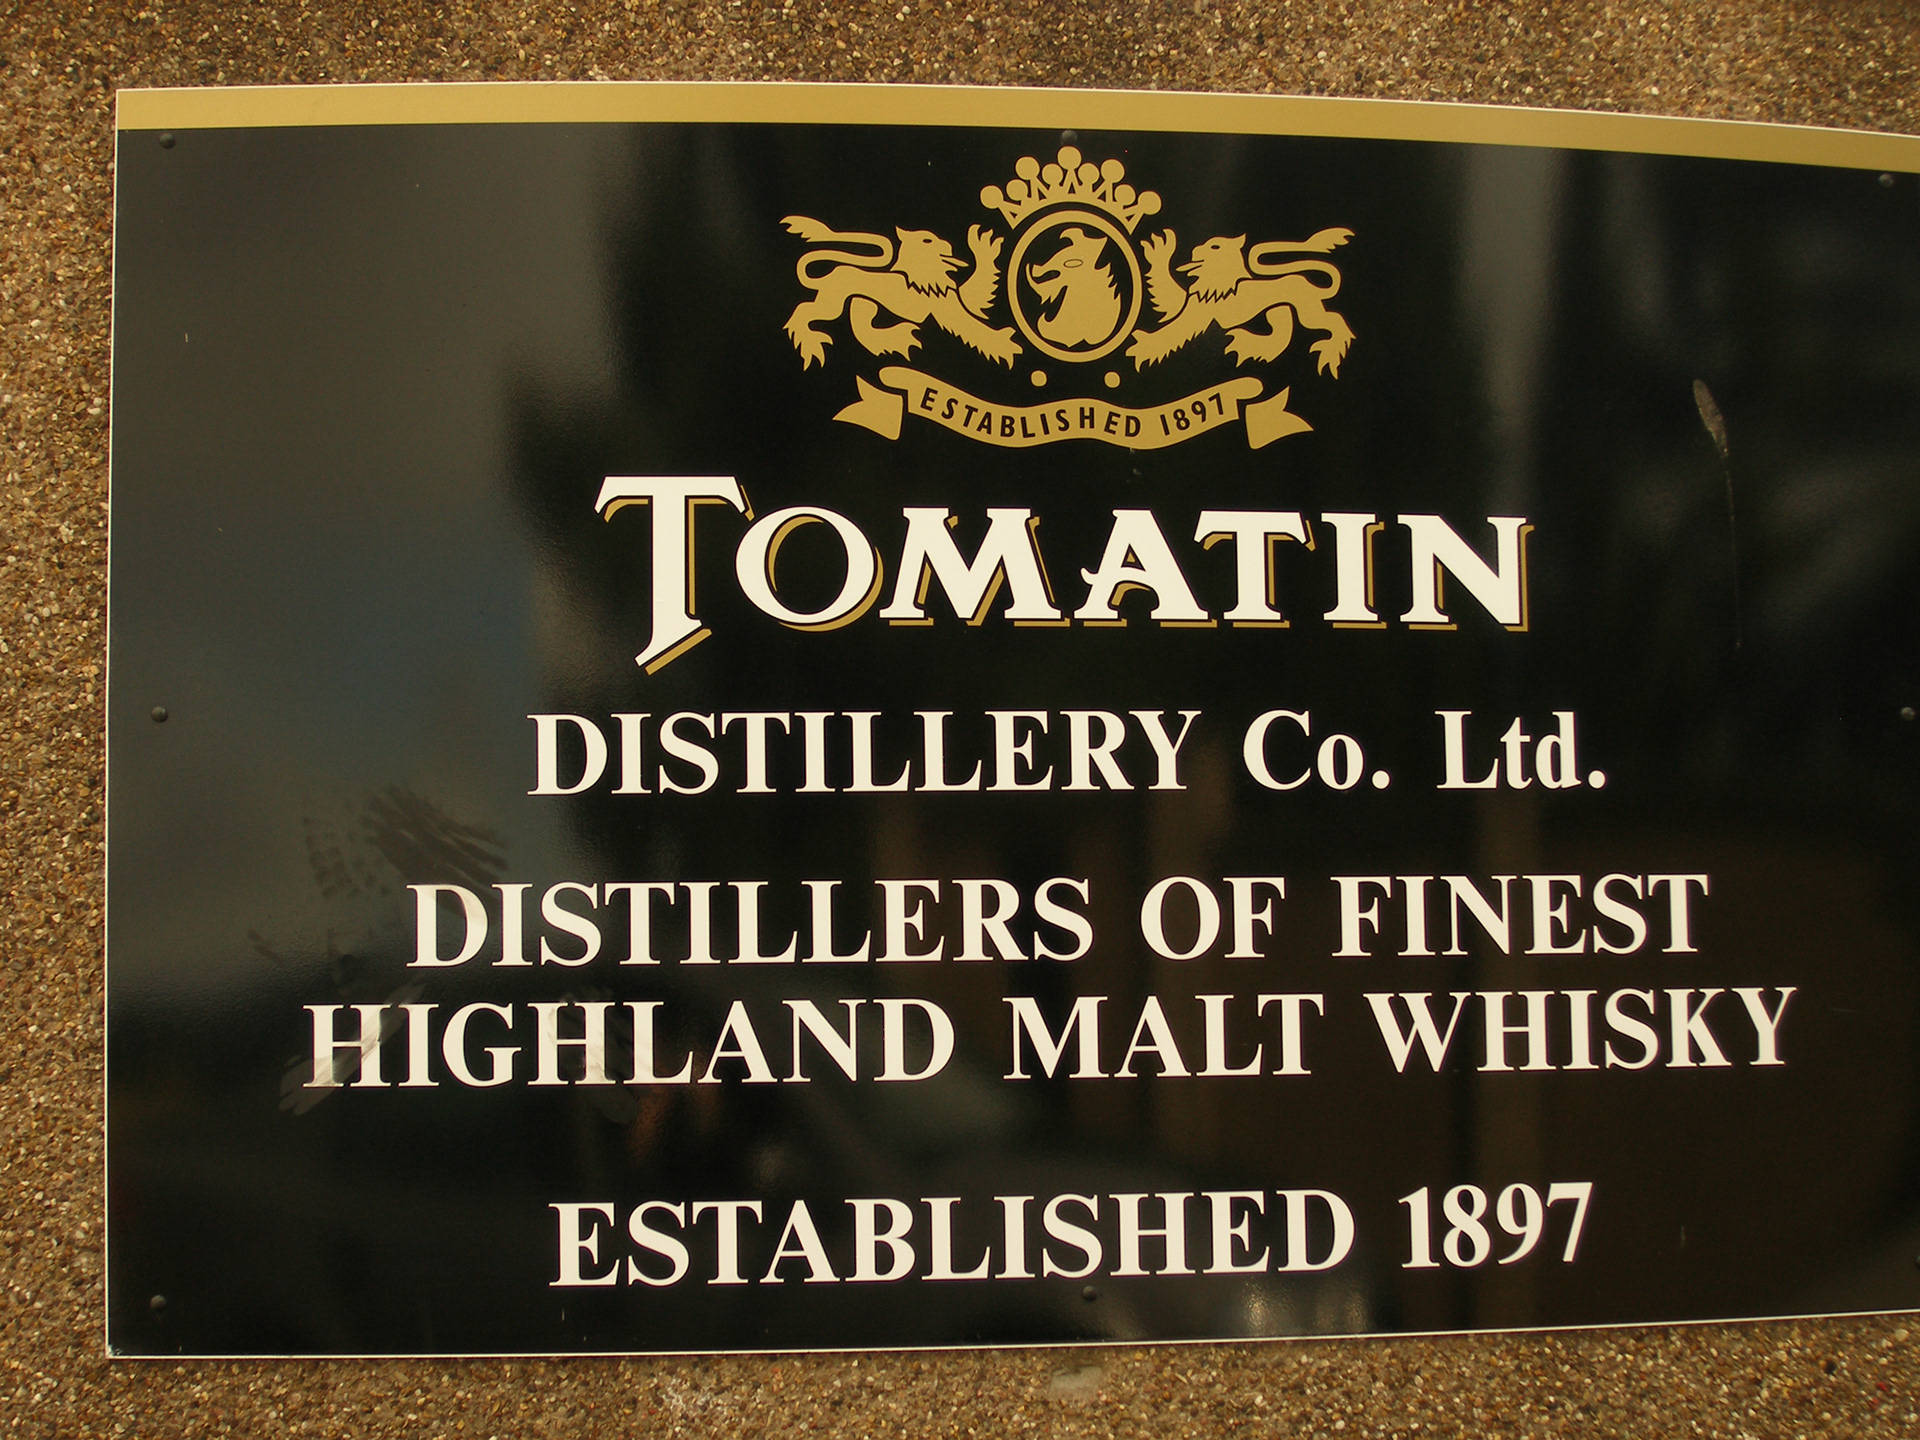 ESTABLISHED 1897
TOMATIN
DISTILLERY Co. Ltd.
DISTILLERS OF FINEST
HIGHLAND MALT WHISKY
ESTABLISHED 1897